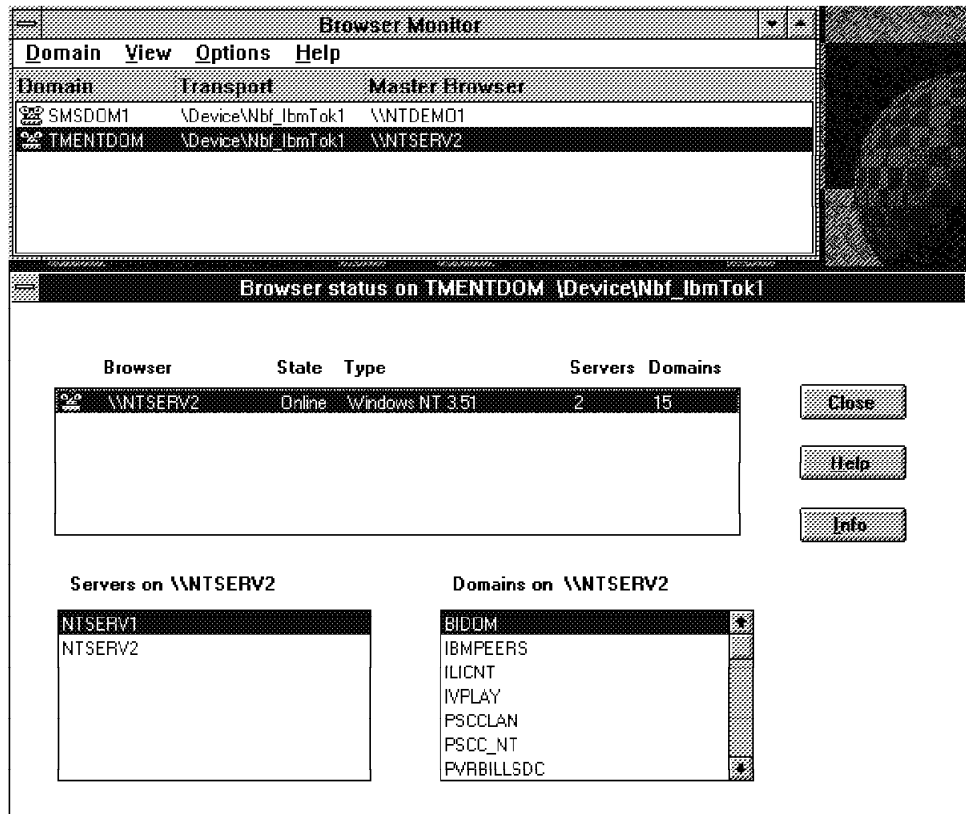 Browser Monitor
Domain View Options Help
Domain Transport Master Browser
SMSDOM1 \Device\Nbf_IbmTok1 \\NTDEMO1
TMENTDOM \Device\Nbf_IbmTok1 \\NTSERV2
Browser status on TMENTDOM \Device\Nbf_IbmTok1
Browser State Type Servers Domains
\\NTSERV2 Online Windows NT 3.51 2 15
Close
Help
Info
Servers on \\NTSERV2 Domains on \\NTSERV2
NTSERV1 BIDOM
NTSERV2 IBMPEERS
ILICNT
IVPLAY
PSCCLAN
PSCC_NT
PVRBILLSDC